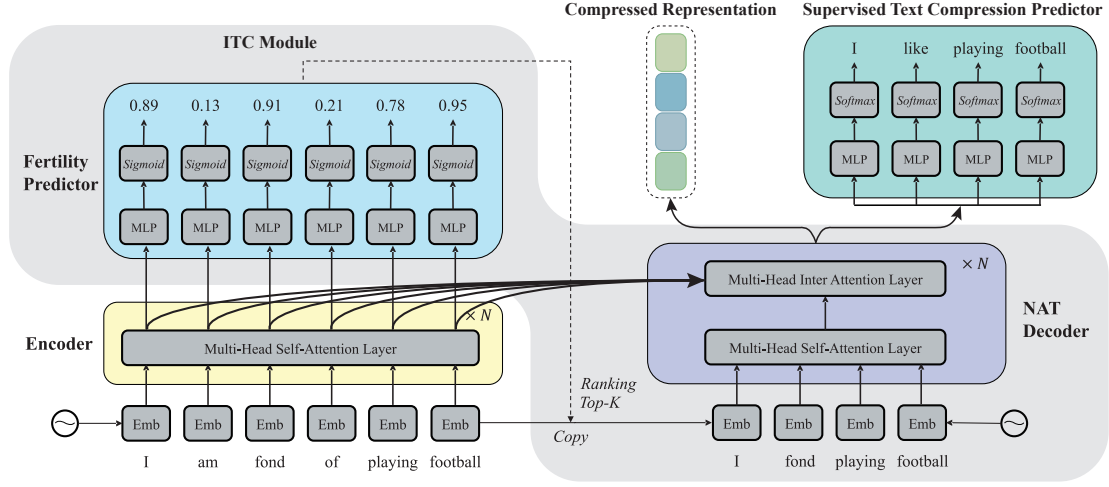 Compressed Representation
Supervised Text Compression Predictor
ITC Module
I like playing football
0.89 0.13 0.91 0.21 0.78 0.95
Softmax Softmax Softmax Softmax
Fertility
Predictor
Sigmoid Sigmoid Sigmoid Sigmoid Sigmoid Sigmoid
MLP MLP MLP MLP
MLP MLP MLP MLP MLP MLP
× N
Multi-Head Inter Attention Layer
× N
NAT
Decoder
Encoder
Multi-Head Self-Attention Layer
Multi-Head Self-Attention Layer
Ranking
Top-K
Emb Emb Emb Emb Emb Emb
Copy
Emb Emb Emb Emb
I am fond of playing football
I fond playing football